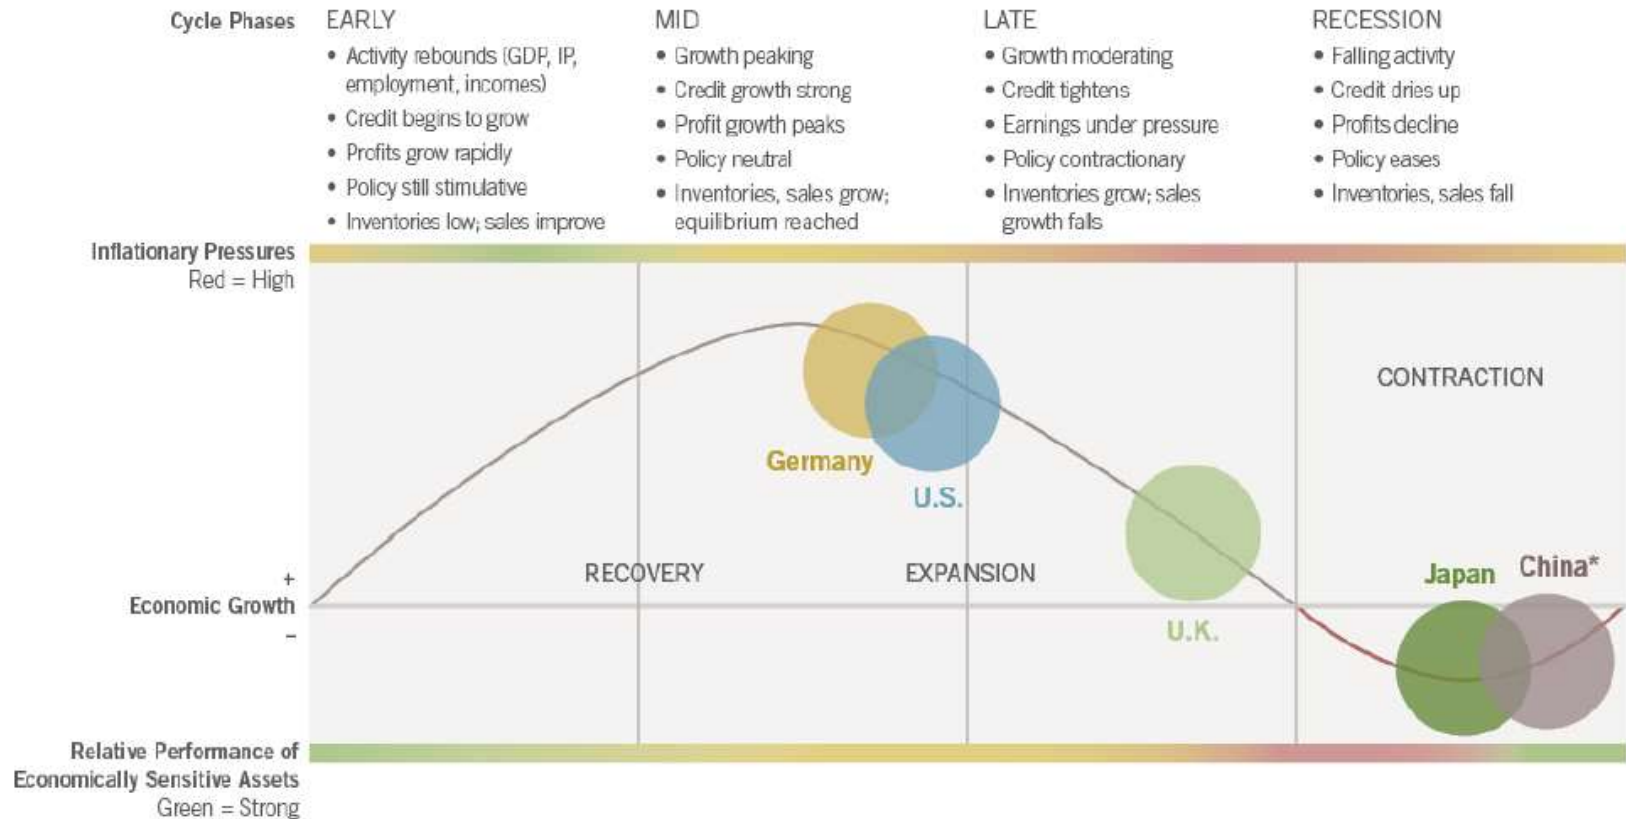 Cycle Phases
EARLY
• Activity rebounds (GDP, IP,
employment, incomes)
• Credit begins to grow
• Profits grow rapidly
• Policy still stimulative
• Inventories low; sales improve
MID
• Growth peaking
• Credit growth strong
• Profit growth peaks
• Policy neutral
• Inventories, sales grow;
equilibrium reached
LATE
• Growth moderating
• Credit tightens
• Earnings under pressure
• Policy contractionary
• Inventories grow; sales
growth falls
RECESSION
• Falling activity
• Credit dries up
• Profits decline
• Policy eases
• Inventories, sales fall
Inflationary Pressures
Red = High
CONTRACTION
Germany
U.S.
RECOVERY
EXPANSION
Japan
China*
+
Economic Growth
–
U.K.
Relative Performance of
Economically Sensitive Assets
Green = Strong